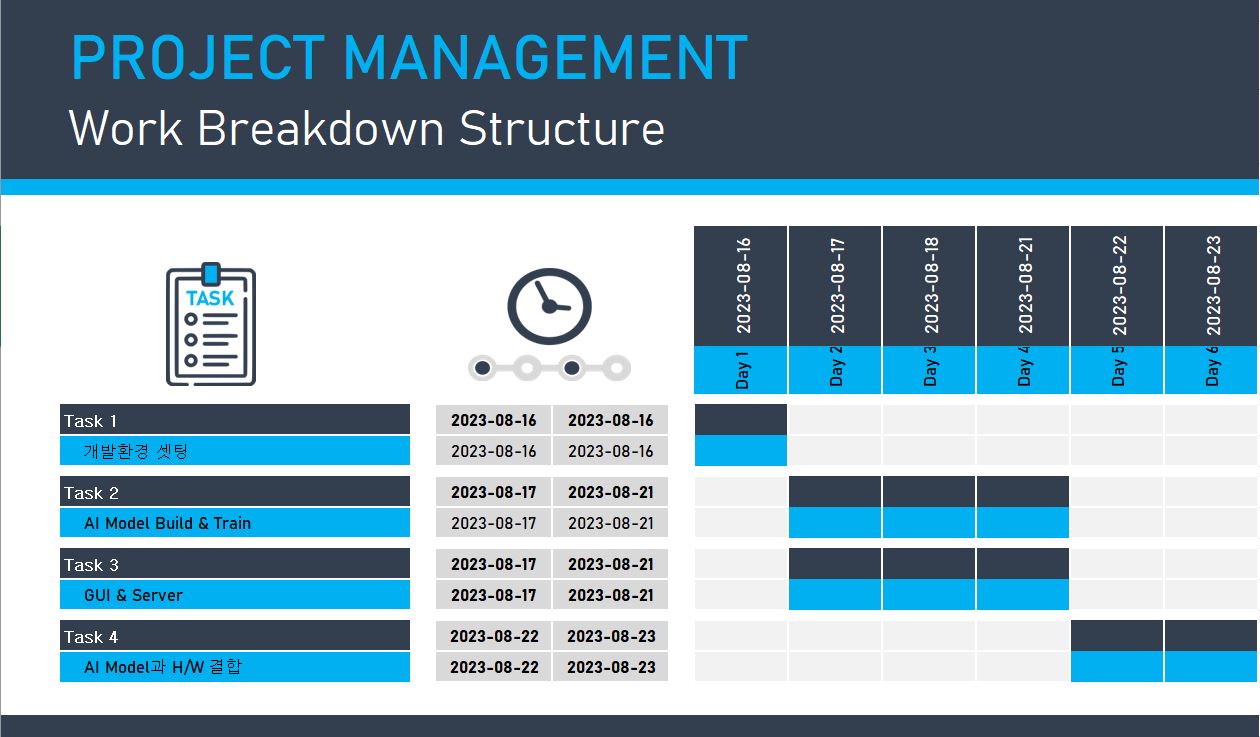 PROJECT MANAGEMENT
Work Breakdown Structure
TASK
2023-08-16
2023-08-17
2023-08-18
2023-08-21
2023-08-22
2023-08-23
Day 1
Day 2
Day 3
Day 4
Day 5
Day 6
Task 1 2023-08-16 2023-08-16
개발환경 셋팅 2023-08-16 2023-08-16
Task 2 2023-08-17 2023-08-21
AI Model Build & Train 2023-08-17 2023-08-21
Task 3 2023-08-17 2023-08-21
GUI & Server 2023-08-17 2023-08-21
Task 4 2023-08-22 2023-08-23
AI Model과 H/W 결합 2023-08-22 2023-08-23